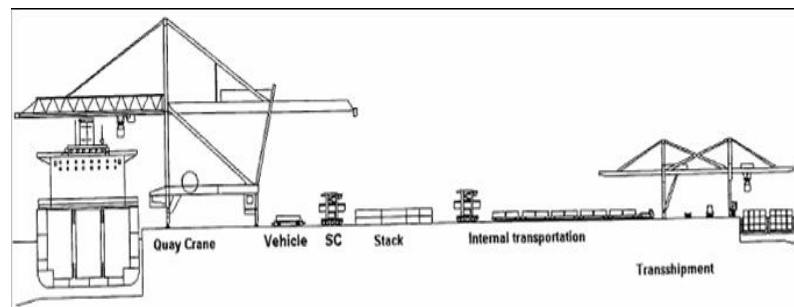 Quay Crane
Vehicle
SC
Stack
Internal transportation
Transshipment